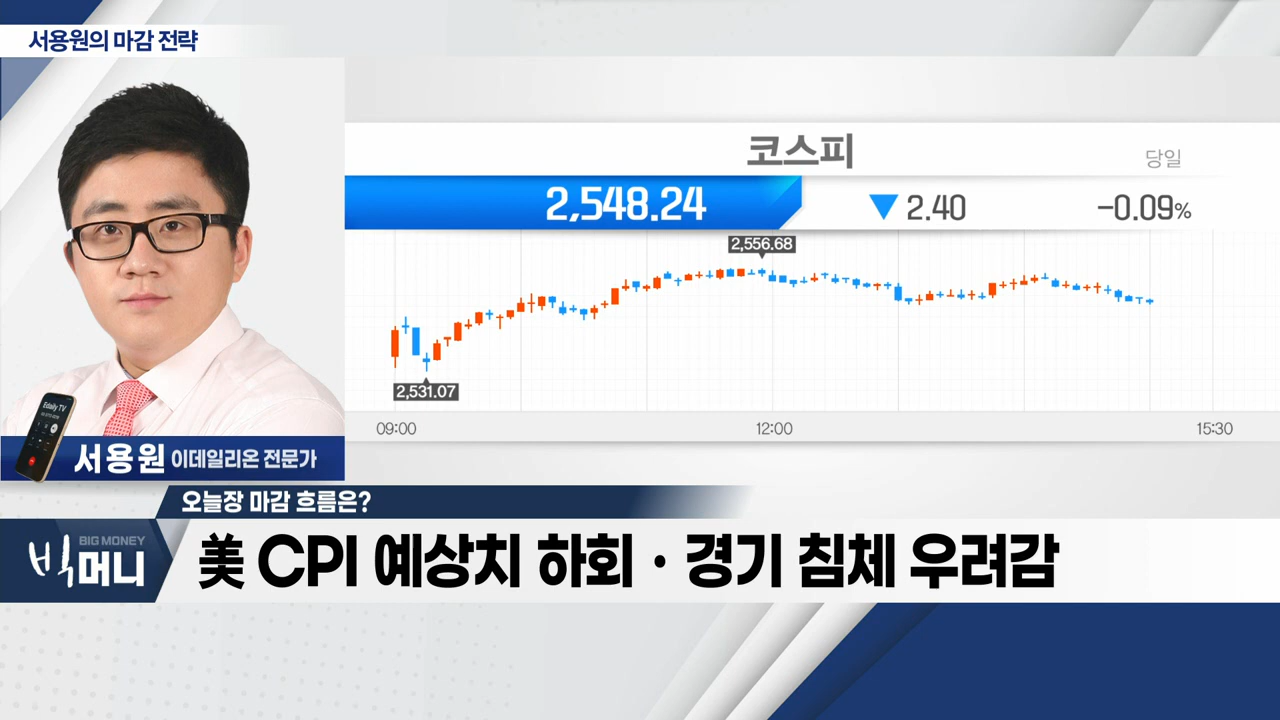 서용원의 마감 전략
코스피
당일
2,548.24
▼ 2.40
-0.09%
2,556.68
2,531.07
09:00
12:00
15:30
Edaily TV
서용원 이데일리온 전문가
오늘장 마감 흐름은?
BIG MONEY
빅머니
美 CPI 예상치 하회·경기 침체 우려감